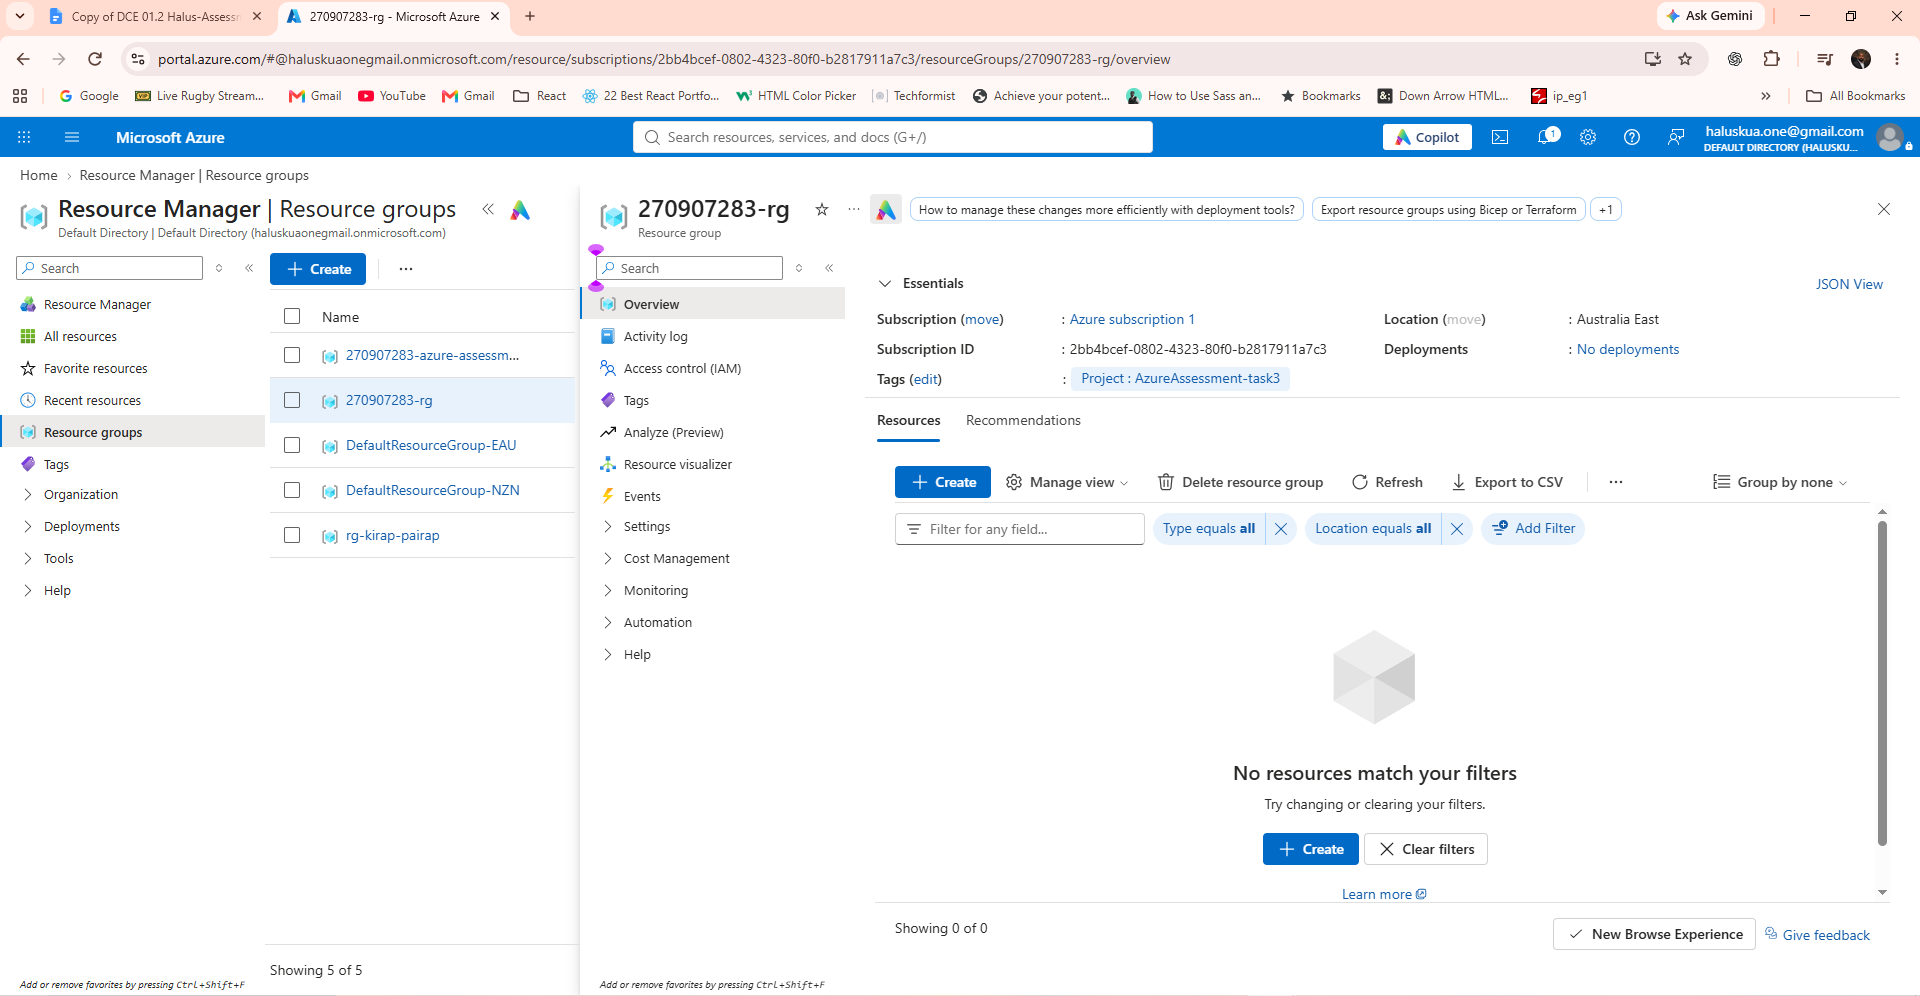 Copy of DCE 01.2 Halus-Assessm
270907283-rg - Microsoft Azure
Ask Gemini
portal.azure.com/#@haluskuaonegmail.onmicrosoft.com/resource/subscriptions/2bb4bcef-0802-4323-80f0-b2817911a7c3/resourceGroups/270907283-rg/overview
Google
Live Rugby Stream...
Gmail
YouTube
Gmail
React
22 Best React Portfo...
HTML Color Picker
Techformist
Achieve your potent...
How to Use Sass an...
Bookmarks
Down Arrow HTML...
ip_eg1
All Bookmarks
Microsoft Azure
Search resources, services, and docs (G+/)
Copilot
1
haluskua.one@gmail.com
DEFAULT DIRECTORY (HALUSKU...
Home > Resource Manager | Resource groups
Resource Manager | Resource groups
Default Directory | Default Directory (haluskuaonegmail.onmicrosoft.com)
Search
Resource Manager
All resources
Favorite resources
Recent resources
Resource groups
Tags
Organization
Deployments
Tools
Help
Add or remove favorites by pressing Ctrl+Shift+F
Create
Name
270907283-azure-assessm...
270907283-rg
DefaultResourceGroup-EAU
DefaultResourceGroup-NZN
rg-kirap-pairap
Showing 5 of 5
270907283-rg
Resource group
How to manage these changes more efficiently with deployment tools?
Export resource groups using Bicep or Terraform
+1
Search
Overview
Activity log
Access control (IAM)
Tags
Analyze (Preview)
Resource visualizer
Events
Settings
Cost Management
Monitoring
Automation
Help
Add or remove favorites by pressing Ctrl+Shift+F
Essentials
JSON View
Subscription (move) : Azure subscription 1
Location (move) : Australia East
Subscription ID : 2bb4bcef-0802-4323-80f0-b2817911a7c3
Deployments : No deployments
Tags (edit) : Project : AzureAssessment-task3
Resources
Recommendations
Create
Manage view
Delete resource group
Refresh
Export to CSV
Group by none
Filter for any field...
Type equals all
Location equals all
Add Filter
No resources match your filters
Try changing or clearing your filters.
Create
Clear filters
Learn more
Showing 0 of 0
New Browse Experience
Give feedback